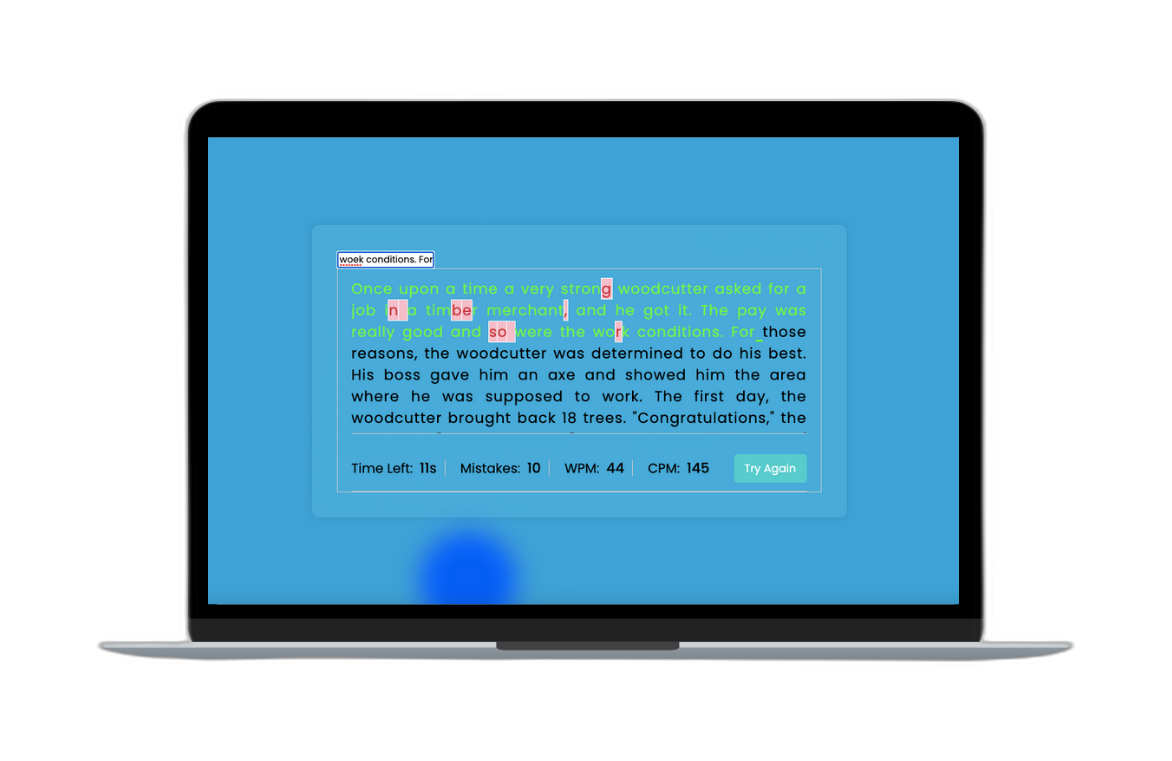 woek conditions. For
Once upon a time a very strong woodcutter asked for a
job in a timber merchant, and he got it. The pay was
really good and so were the work conditions. For those
reasons, the woodcutter was determined to do his best.
His boss gave him an axe and showed him the area
where he was supposed to work. The first day, the
woodcutter brought back 18 trees. "Congratulations," the
Time Left: 11s Mistakes: 10 WPM: 44 CPM: 145 Try Again